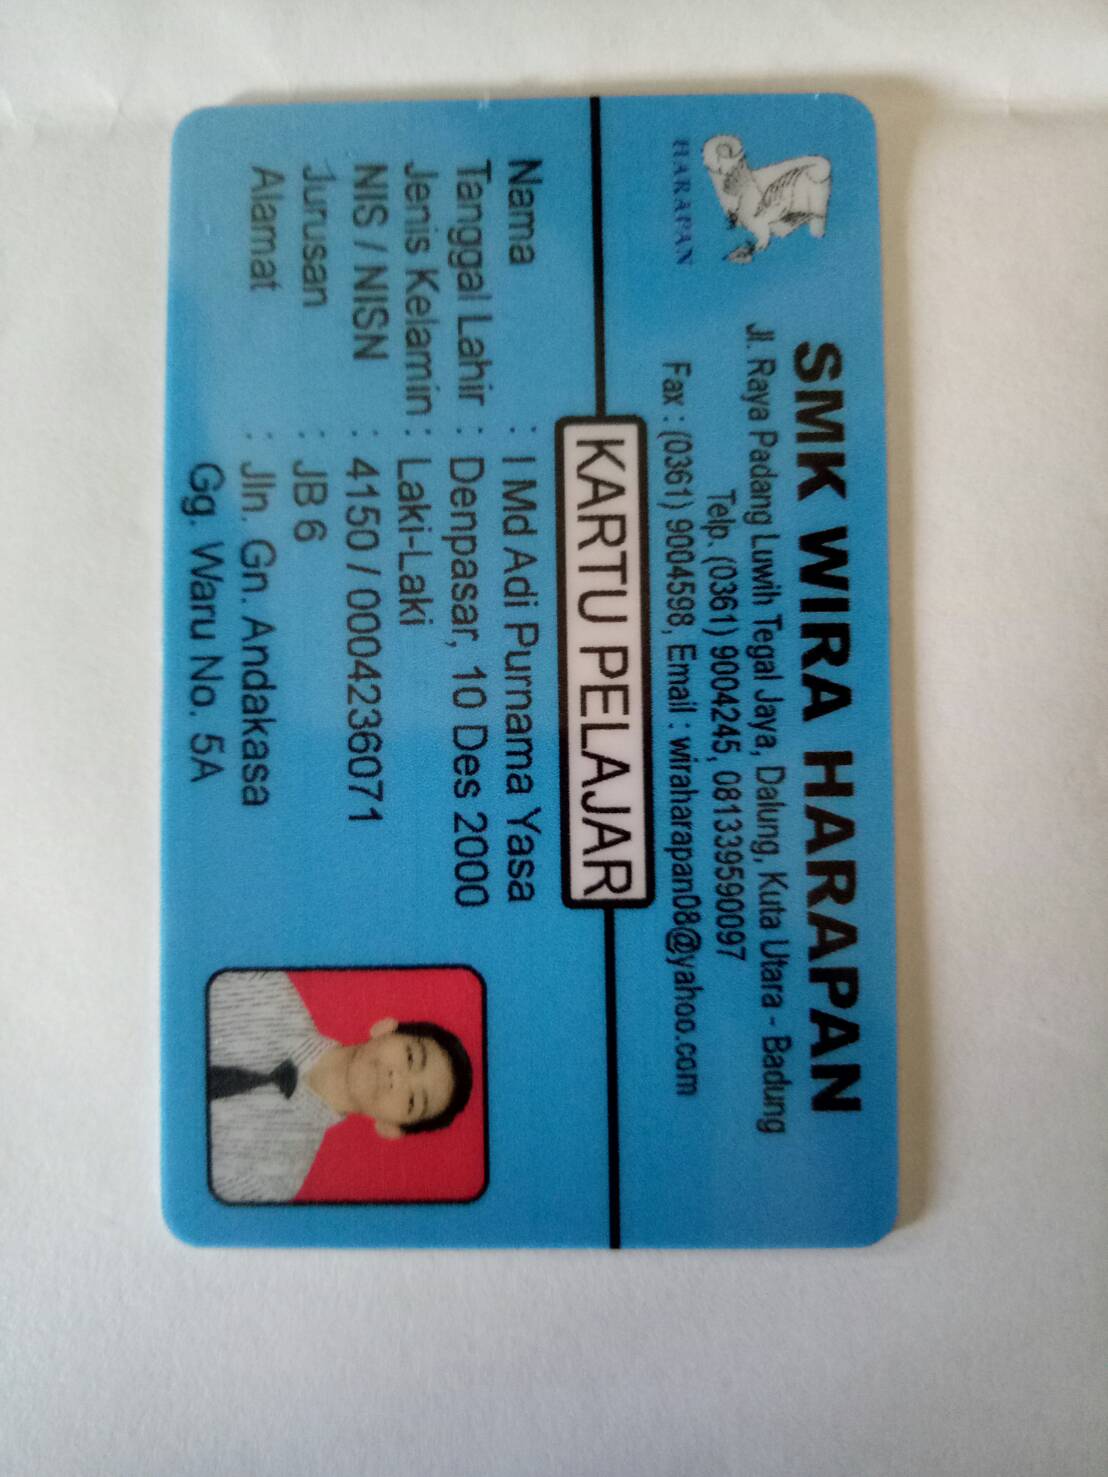 HARAPAN
SMK WIRA HARAPAN
Jl. Raya Padang Luwih Tegal Jaya, Dalung, Kuta Utara - Badung
Telp. (0361) 9004245, 081339590097
Fax : (0361) 9004598, Email : wiraharapan08@yahoo.com
KARTU PELAJAR
Nama : I Md Adi Purnama Yasa
Tanggal Lahir : Denpasar, 10 Des 2000
Jenis Kelamin : Laki-Laki
NIS / NISN : 4150 / 0004236071
Jurusan : JB 6
Alamat : Jln. Gn. Andakasa
Gg. Waru No. 5A